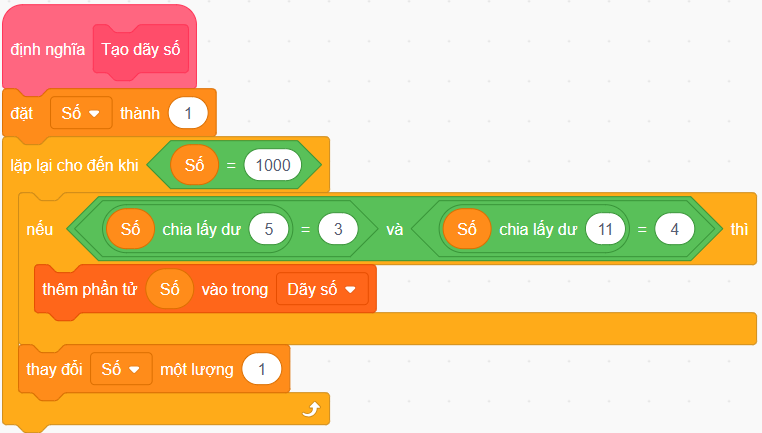 định nghĩa Tạo dãy số
đặt Số thành 1
lặp lại cho đến khi Số = 1000
nếu Số chia lấy dư 5 = 3 và Số chia lấy dư 11 = 4 thì
thêm phần tử Số vào trong Dãy số
thay đổi Số một lượng 1